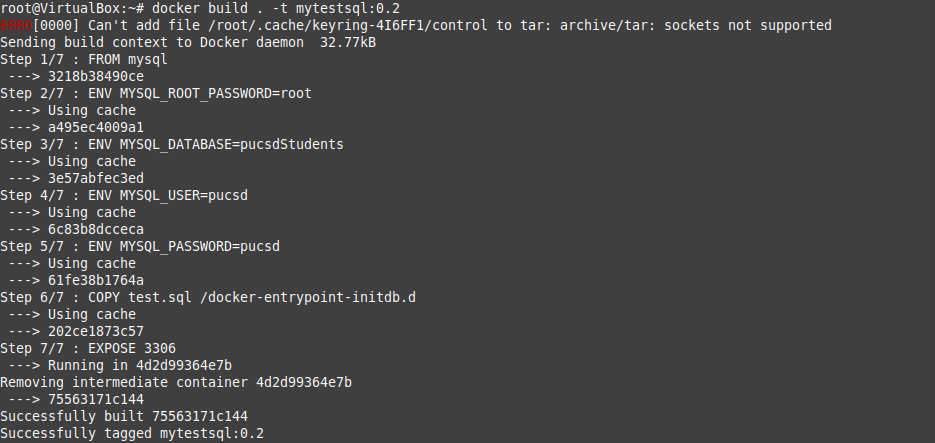 root@VirtualBox:~# docker build . -t mytestsql:0.2
ERRO[0000] Can't add file /root/.cache/keyring-4I6FF1/control to tar: archive/tar: sockets not supported
Sending build context to Docker daemon  32.77kB
Step 1/7 : FROM mysql
 ---> 3218b38490ce
Step 2/7 : ENV MYSQL_ROOT_PASSWORD=root
 ---> Using cache
 ---> a495ec4009a1
Step 3/7 : ENV MYSQL_DATABASE=pucsdStudents
 ---> Using cache
 ---> 3e57abfec3ed
Step 4/7 : ENV MYSQL_USER=pucsd
 ---> Using cache
 ---> 6c83b8dcceca
Step 5/7 : ENV MYSQL_PASSWORD=pucsd
 ---> Using cache
 ---> 61fe38b1764a
Step 6/7 : COPY test.sql /docker-entrypoint-initdb.d
 ---> Using cache
 ---> 202ce1873c57
Step 7/7 : EXPOSE 3306
 ---> Running in 4d2d99364e7b
Removing intermediate container 4d2d99364e7b
 ---> 75563171c144
Successfully built 75563171c144
Successfully tagged mytestsql:0.2